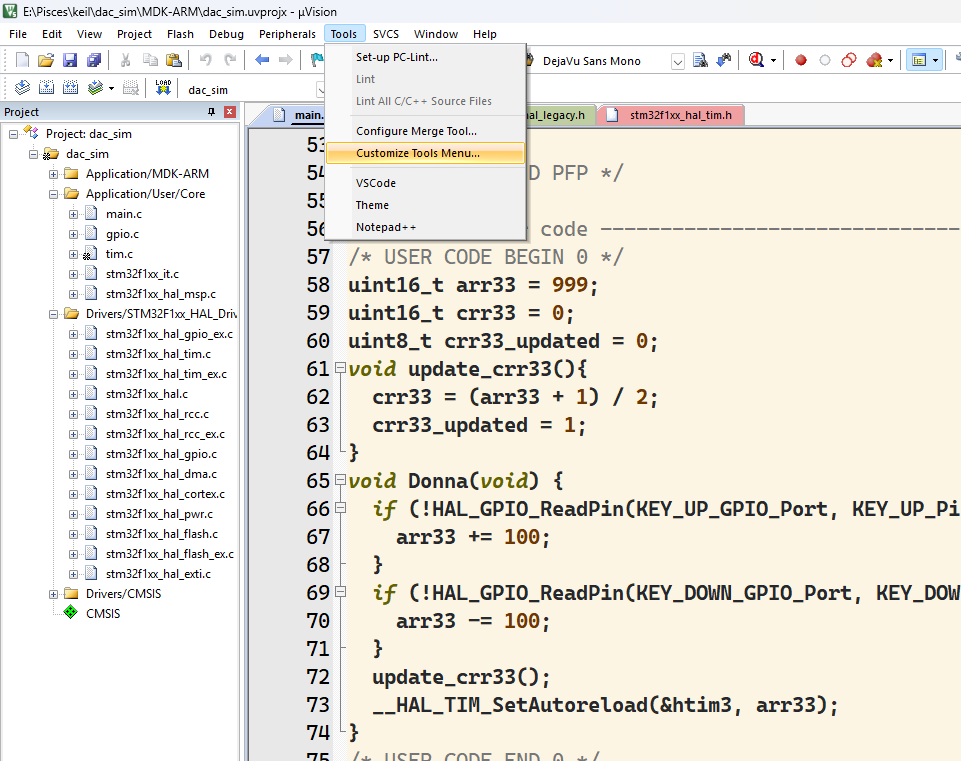 E:\Pisces\keil\dac_sim\MDK-ARM\dac_sim.uvprojx - µVision
File Edit View Project Flash Debug Peripherals Tools SVCS Window Help
DejaVu Sans Mono
LOAD
dac_sim
Project
Project: dac_sim
dac_sim
Application/MDK-ARM
Application/User/Core
main.c
gpio.c
tim.c
stm32f1xx_it.c
stm32f1xx_hal_msp.c
Drivers/STM32F1xx_HAL_Driv
stm32f1xx_hal_gpio_ex.c
stm32f1xx_hal_tim.c
stm32f1xx_hal_tim_ex.c
stm32f1xx_hal.c
stm32f1xx_hal_rcc.c
stm32f1xx_hal_rcc_ex.c
stm32f1xx_hal_gpio.c
stm32f1xx_hal_dma.c
stm32f1xx_hal_cortex.c
stm32f1xx_hal_pwr.c
stm32f1xx_hal_flash.c
stm32f1xx_hal_flash_ex.c
stm32f1xx_hal_exti.c
Drivers/CMSIS
CMSIS
Set-up PC-Lint...
Lint
Lint All C/C++ Source Files
Configure Merge Tool...
Customize Tools Menu...
VSCode
Theme
Notepad++
main. hal_legacy.h stm32f1xx_hal_tim.h
53
54 D PFP */
55
56 code ------------------------------
57 /* USER CODE BEGIN 0 */
58 uint16_t arr33 = 999;
59 uint16_t crr33 = 0;
60 uint8_t crr33_updated = 0;
61 void update_crr33(){
62 crr33 = (arr33 + 1) / 2;
63 crr33_updated = 1;
64 }
65 void Donna(void) {
66 if (!HAL_GPIO_ReadPin(KEY_UP_GPIO_Port, KEY_UP_Pi
67 arr33 += 100;
68 }
69 if (!HAL_GPIO_ReadPin(KEY_DOWN_GPIO_Port, KEY_DOW
70 arr33 -= 100;
71 }
72 update_crr33();
73 __HAL_TIM_SetAutoreload(&htim3, arr33);
74 }
75 /* USER CODE END 0 */